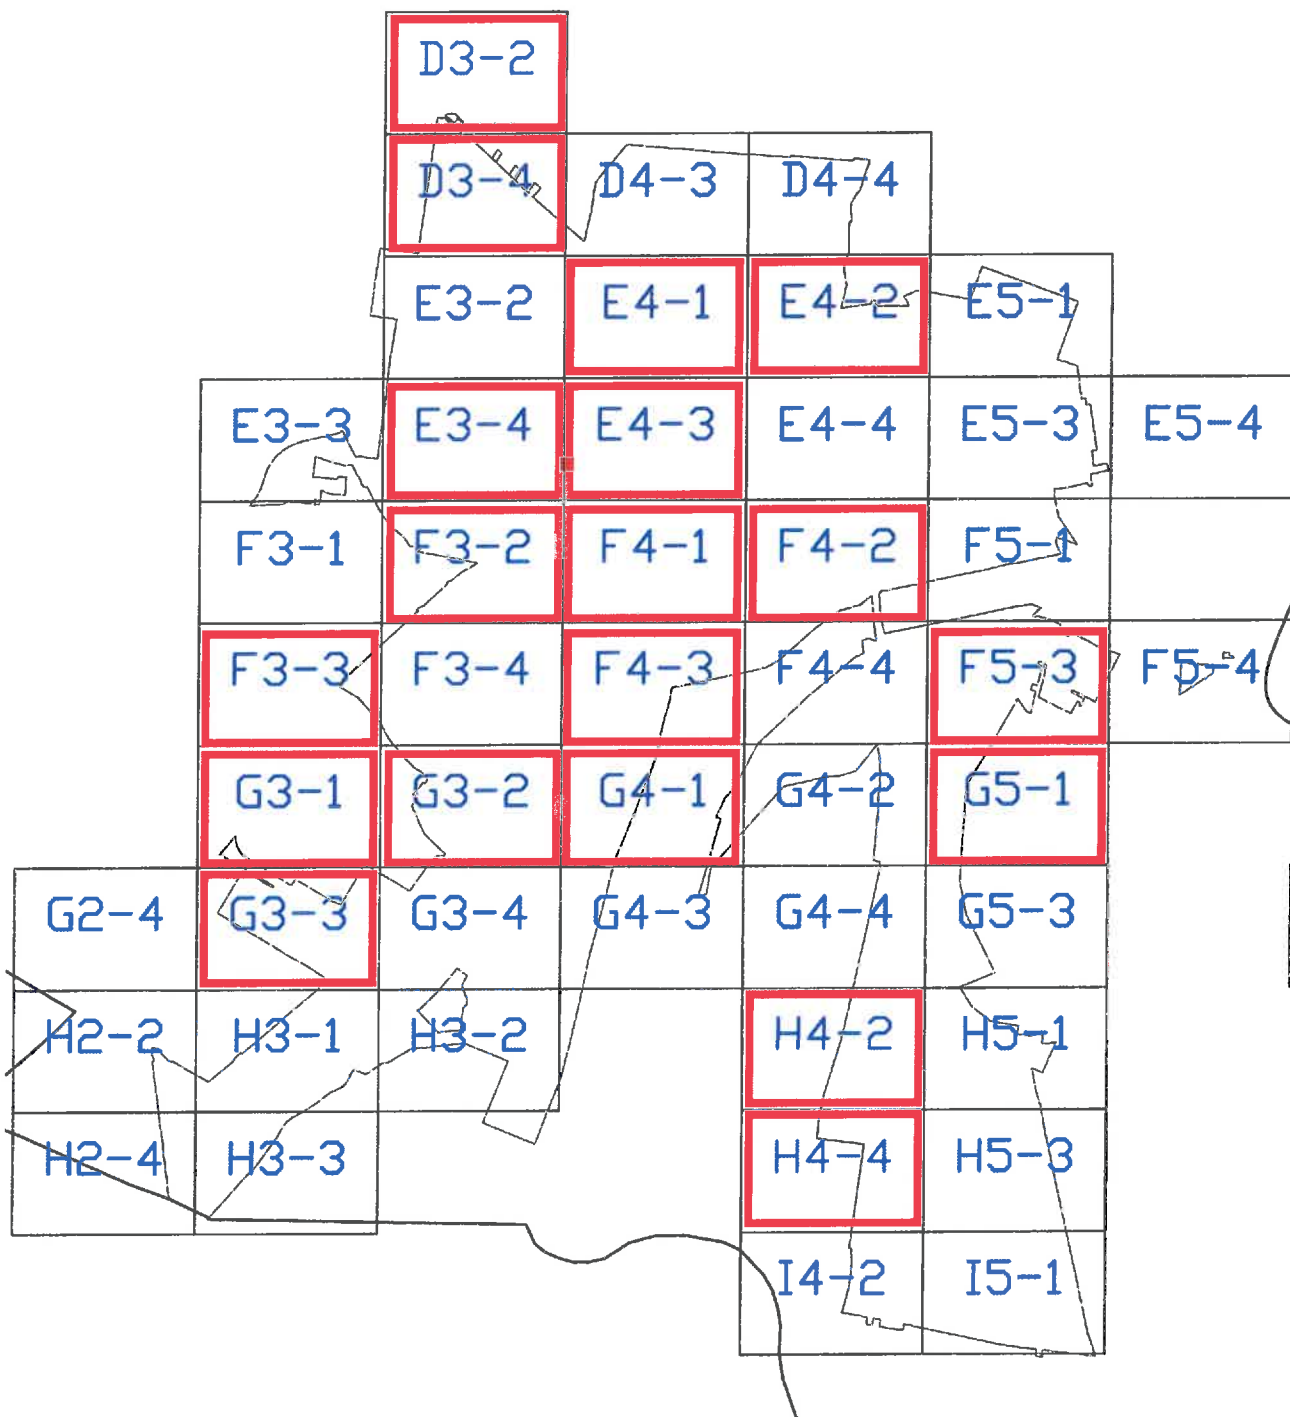 D3-2
D3-4 D4-3 D4-4
E3-2 E4-1 E4-2 E5-1
E3-3 E3-4 E4-3 E4-4 E5-3 E5-4
F3-1 F3-2 F4-1 F4-2 F5-1
F3-3 F3-4 F4-3 F4-4 F5-3 F5-4
G3-1 G3-2 G4-1 G4-2 G5-1
G2-4 G3-3 G3-4 G4-3 G4-4 G5-3
H2-2 H3-1 H3-2 H4-2 H5-1
H2-4 H3-3 H4-4 H5-3
I4-2 I5-1